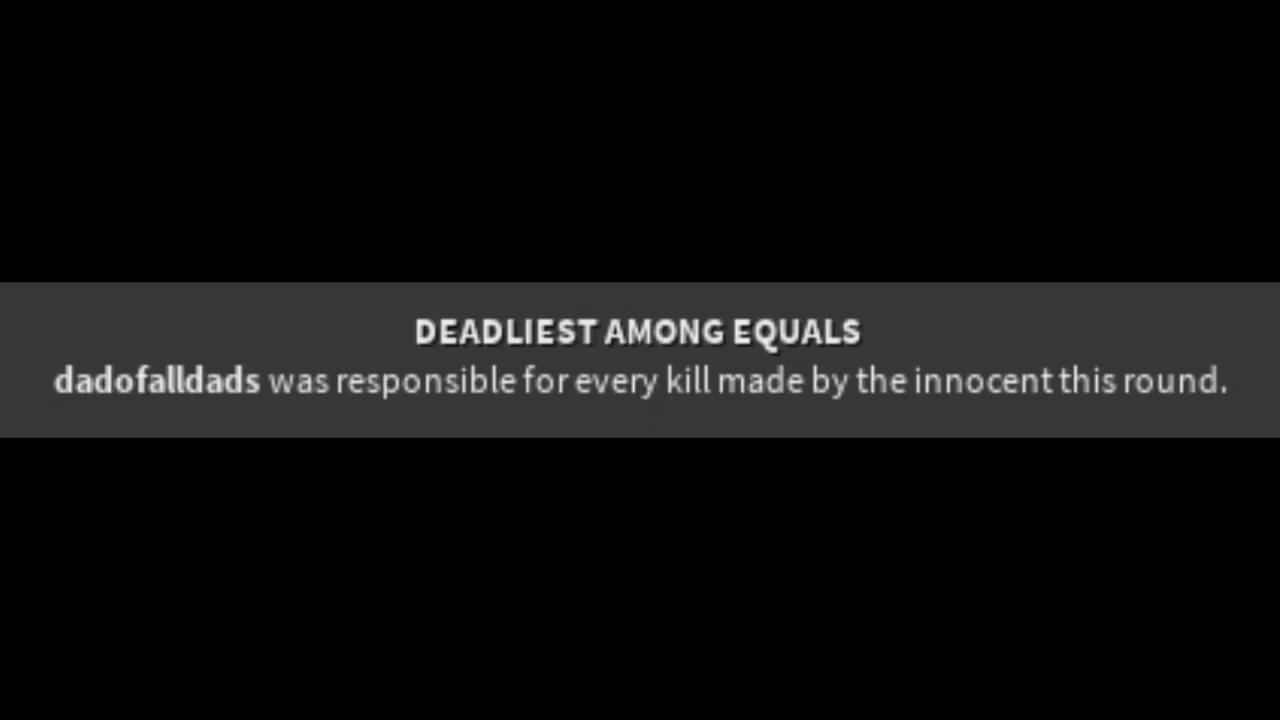 DEADLIEST AMONG EQUALS
dadofalldads was responsible for every kill made by the innocent this round.